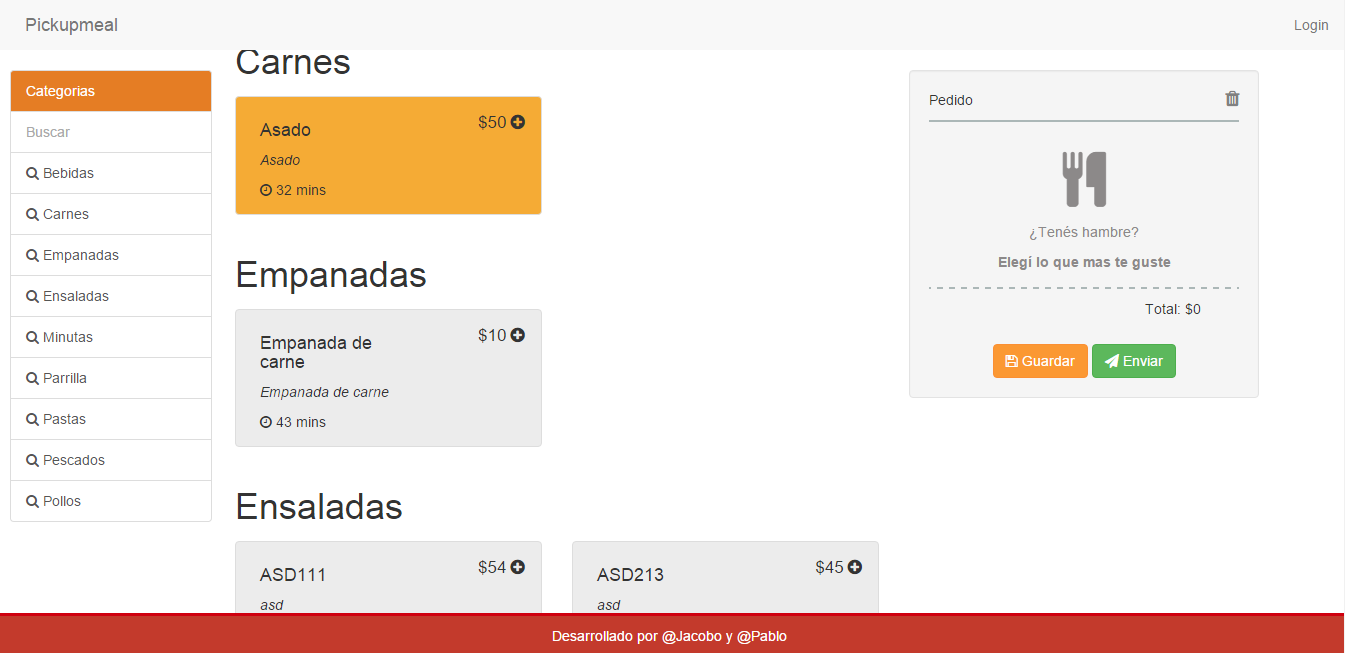 Pickupmeal
Login
Categorias
Buscar
Bebidas
Carnes
Empanadas
Ensaladas
Minutas
Parrilla
Pastas
Pescados
Pollos
Carnes
Asado
$50
Asado
32 mins
Empanadas
Empanada de
carne
$10
Empanada de carne
43 mins
Ensaladas
ASD111
$54
asd
ASD213
$45
asd
Pedido
¿Tenés hambre?
Elegí lo que mas te guste
Total: $0
Guardar
Enviar
Desarrollado por @Jacobo y @Pablo